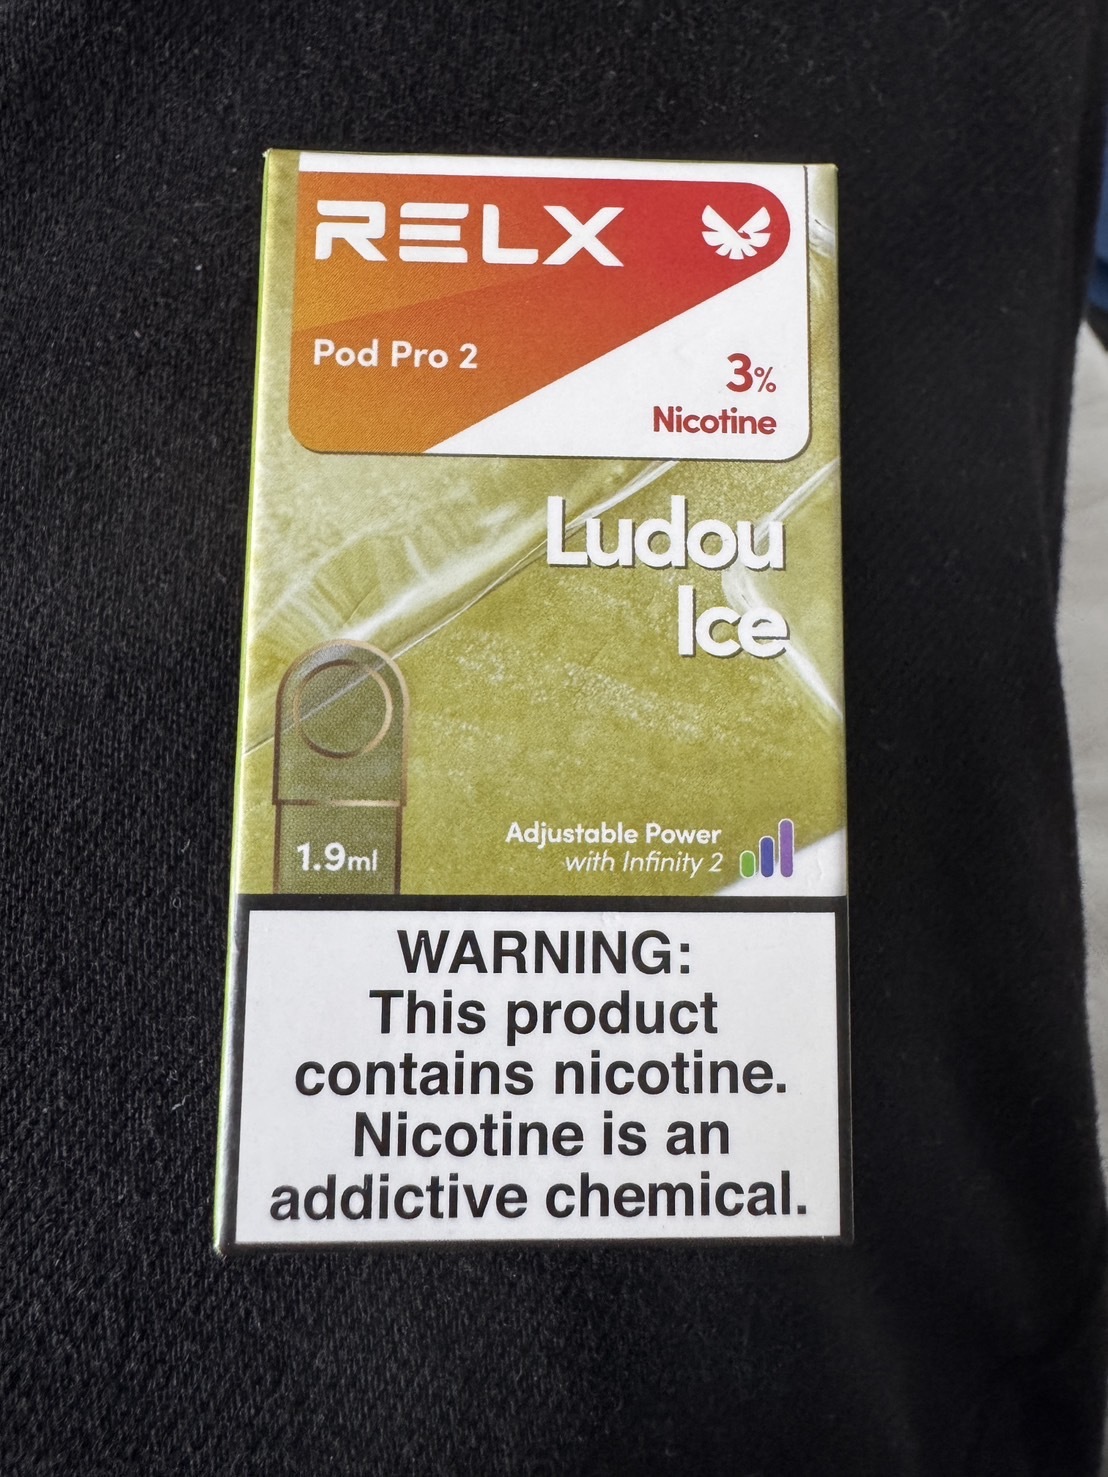 RELX
Pod Pro 2
3%
Nicotine
Ludou
Ice
1.9ml
Adjustable Power
with Infinity 2
WARNING:
This product
contains nicotine.
Nicotine is an
addictive chemical.